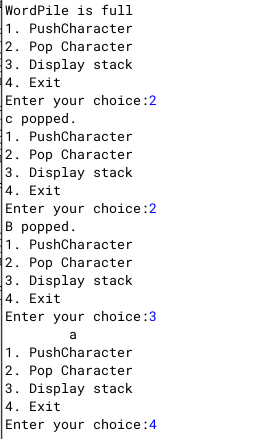 WordPile is full
1. PushCharacter
2. Pop Character
3. Display stack
4. Exit
Enter your choice:2
c popped.
1. PushCharacter
2. Pop Character
3. Display stack
4. Exit
Enter your choice:2
B popped.
1. PushCharacter
2. Pop Character
3. Display stack
4. Exit
Enter your choice:3
a
1. PushCharacter
2. Pop Character
3. Display stack
4. Exit
Enter your choice:4